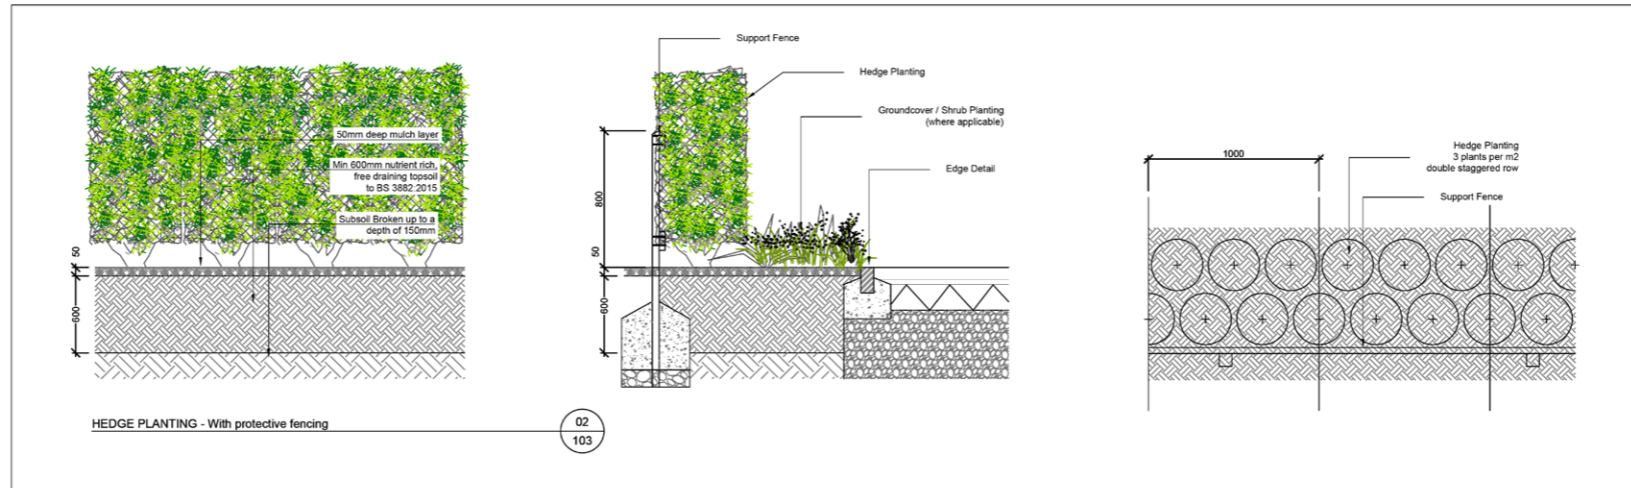 50mm deep mulch layer
Min 600mm nutrient rich,
free draining topsoil
to BS 3882:2015
Subsoil Broken up to a
depth of 150mm
50
600
HEDGE PLANTING - With protective fencing
02
103
Support Fence
Hedge Planting
Groundcover / Shrub Planting
(where applicable)
Edge Detail
800
50
600
1000
Hedge Planting
3 plants per m2
double staggered row
Support Fence